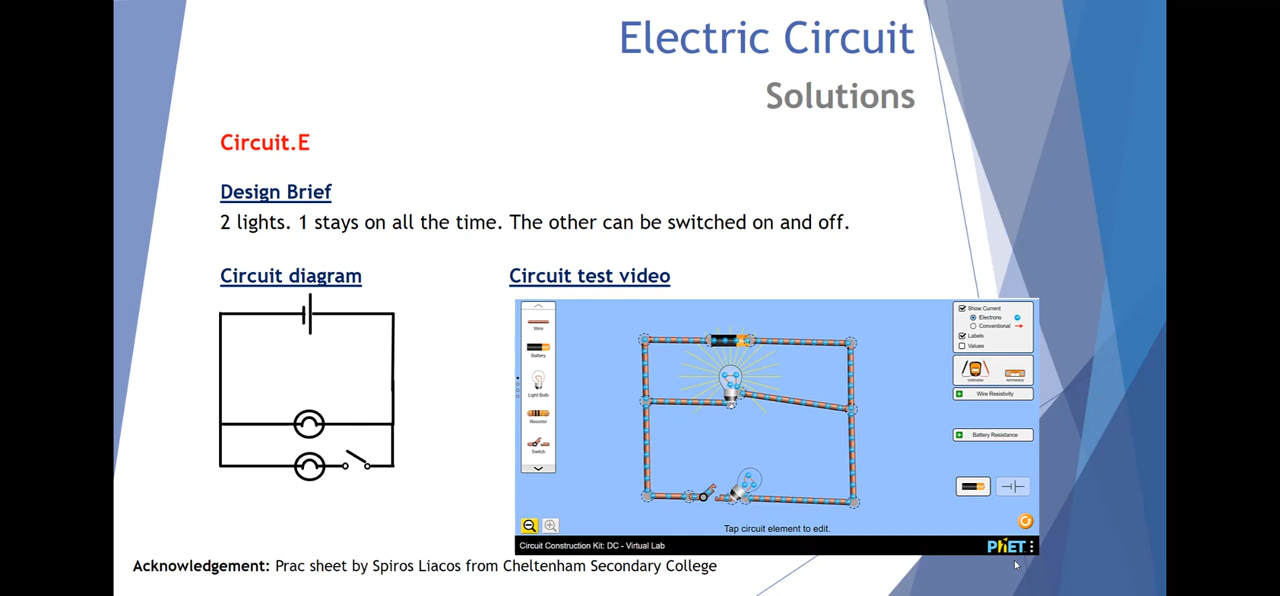 Electric Circuit
Solutions
Circuit.E
Design Brief
2 lights. 1 stays on all the time. The other can be switched on and off.
Circuit diagram
Circuit test video
Wire
Battery
Light Bulb
Resistor
Switch
Show Current
Electrons
Conventional
Labels
Values
Voltmeter
Ammeters
Wire Resistivity
Battery Resistance
Tap circuit element to edit.
Circuit Construction Kit: DC - Virtual Lab
PhET
Acknowledgement: Prac sheet by Spiros Liacos from Cheltenham Secondary College